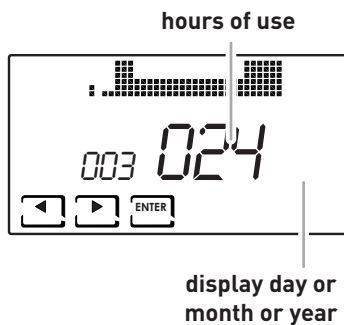 hours of use
003 024
ENTER
display day or
month or year